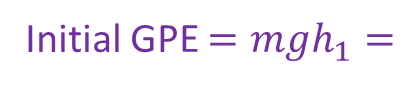 Initial GPE = mgh₁ =